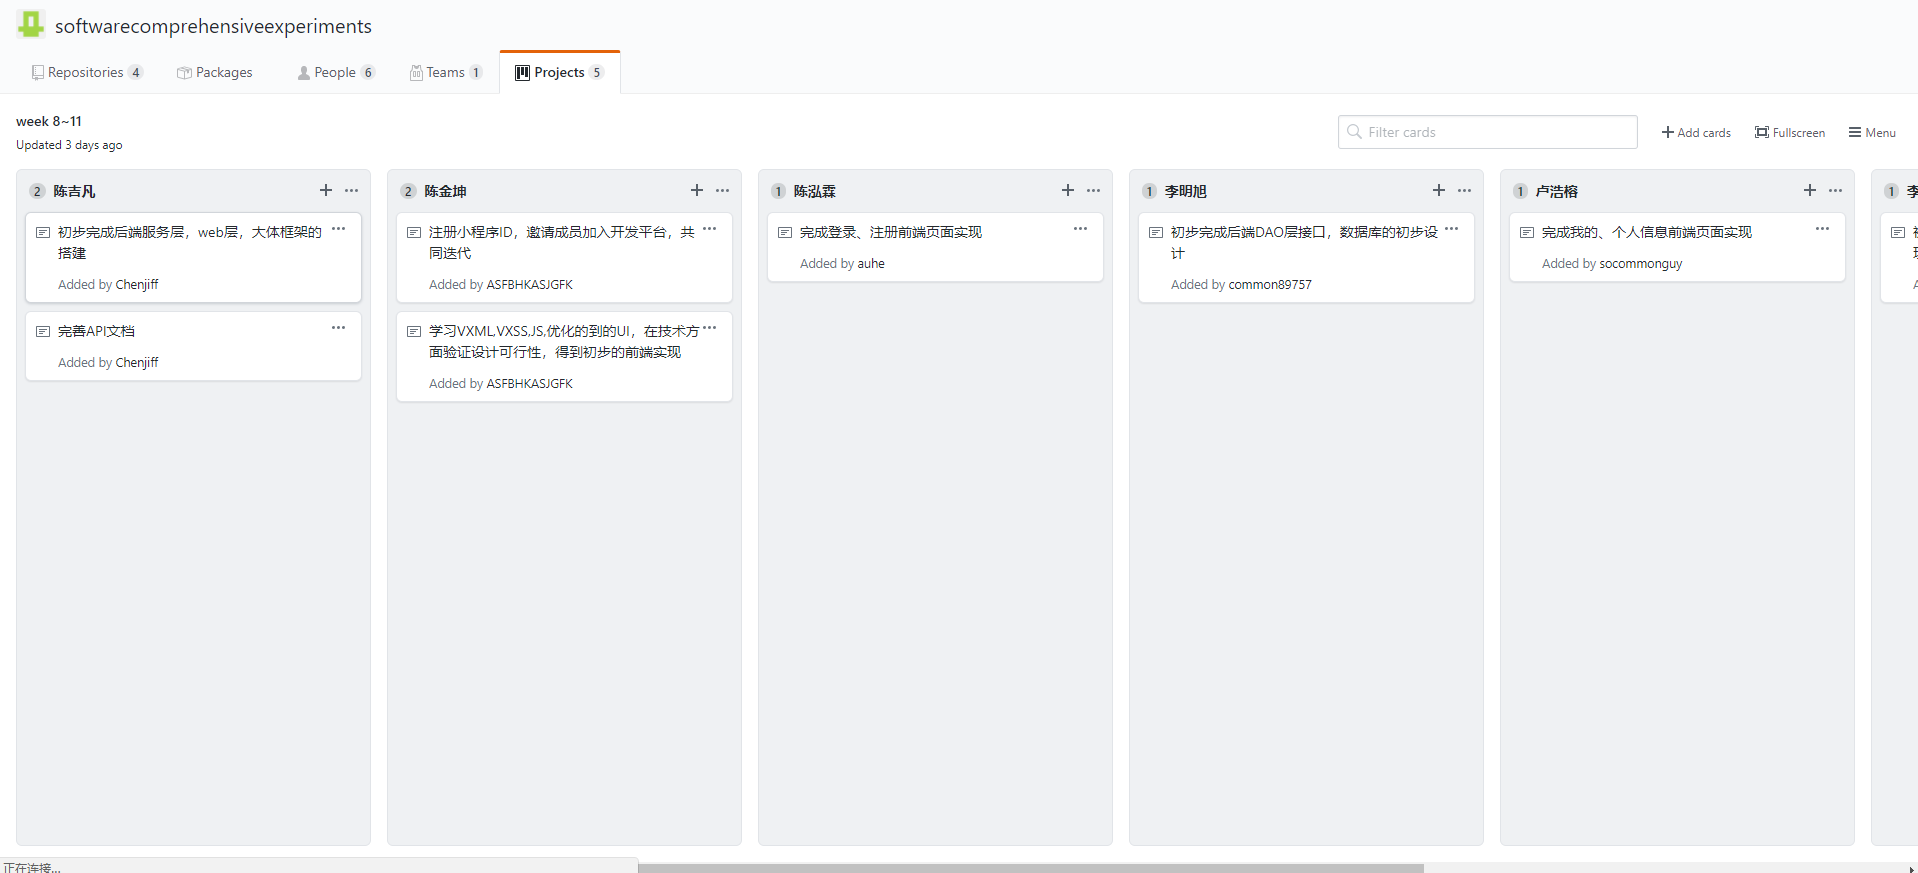 softwarecomprehensiveexperiments
Repositories 4 Packages People 6 Teams 1 Projects 5
week 8~11
Updated 3 days ago
Filter cards
Add cards Fullscreen Menu
2 陈吉凡
初步完成后端服务层，web层，大体框架的
搭建
Added by Chenjiff
完善API文档
Added by Chenjiff
2 陈金坤
注册小程序ID，邀请成员加入开发平台，共
同迭代
Added by ASFBHKASJGFK
学习VXML,VXSS,JS,优化的到的UI，在技术方
面验证设计可行性，得到初步的前端实现
Added by ASFBHKASJGFK
1 陈泓霖
完成登录、注册前端页面实现
Added by auhe
1 李明旭
初步完成后端DAO层接口，数据库的初步设
计
Added by common89757
1 卢浩榕
完成我的、个人信息前端页面实现
Added by socommonguy
1
正在连接...